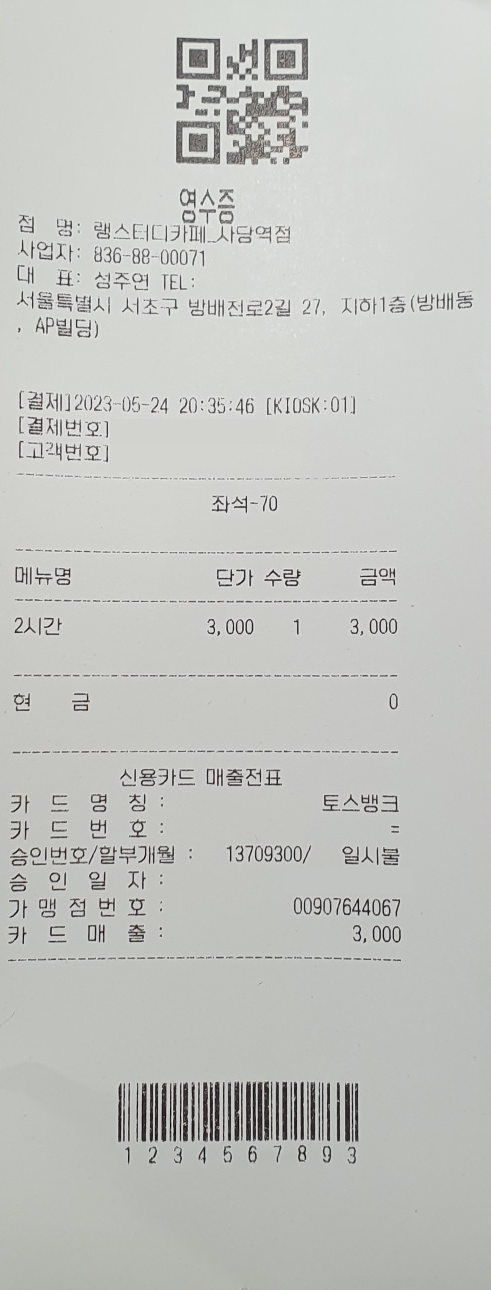 영수증
점 명: 랭스터디카페_사당역점
사업자: 836-88-00071
대 표: 성주연 TEL:
서울특별시 서초구 방배천로2길 27, 지하1층(방배동
, AP빌딩)
[결제]2023-05-24 20:35:46 [KIOSK:01]
[결제번호]
[고객번호]
좌석-70
메뉴명 단가 수량 금액
2시간 3,000 1 3,000
현 금 0
신용카드 매출전표
카 드 명 칭 : 토스뱅크
카 드 번 호 : =
승인번호/할부개월 : 13709300/ 일시불
승 인 일 자 :
가 맹 점 번 호 : 00907644067
카 드 매 출 : 3,000
1 2 3 4 5 6 7 8 9 3